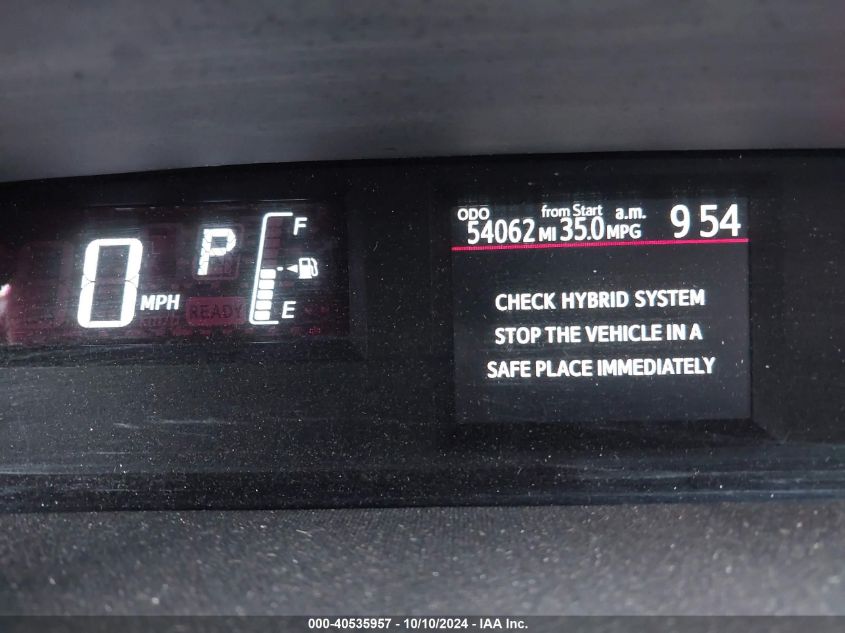 0 MPH
P
READY
F
E
ODO from Start a.m.
54062 MI 35.0 MPG 9 54
CHECK HYBRID SYSTEM
STOP THE VEHICLE IN A
SAFE PLACE IMMEDIATELY
000-40535957 - 10/10/2024 - IAA Inc.